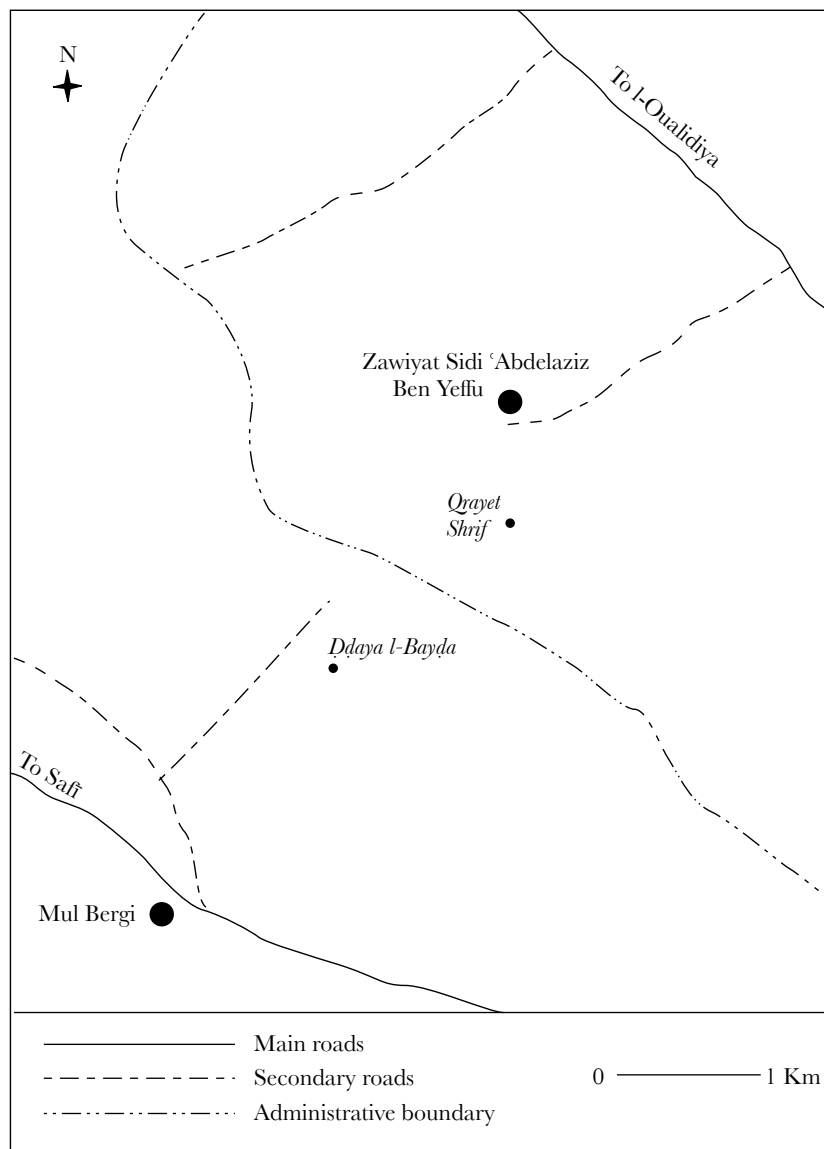 N
To l-Oualidiya
Zawiyat Sidi ʿAbdelaziz
Ben Yeffu
Qrayet
Shrif
Ḍḍaya l-Bayḍa
To Safi
Mul Bergi
Main roads
Secondary roads
Administrative boundary
0 1 Km